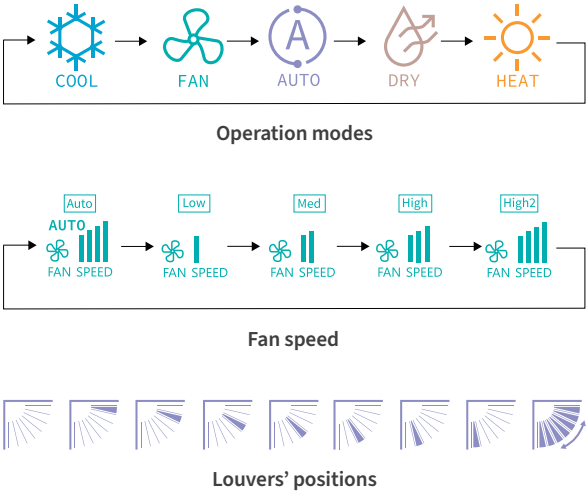 A
COOL FAN AUTO DRY HEAT
Operation modes
Auto Low Med High High2
AUTO
FAN SPEED FAN SPEED FAN SPEED FAN SPEED FAN SPEED
Fan speed
Louvers’ positions